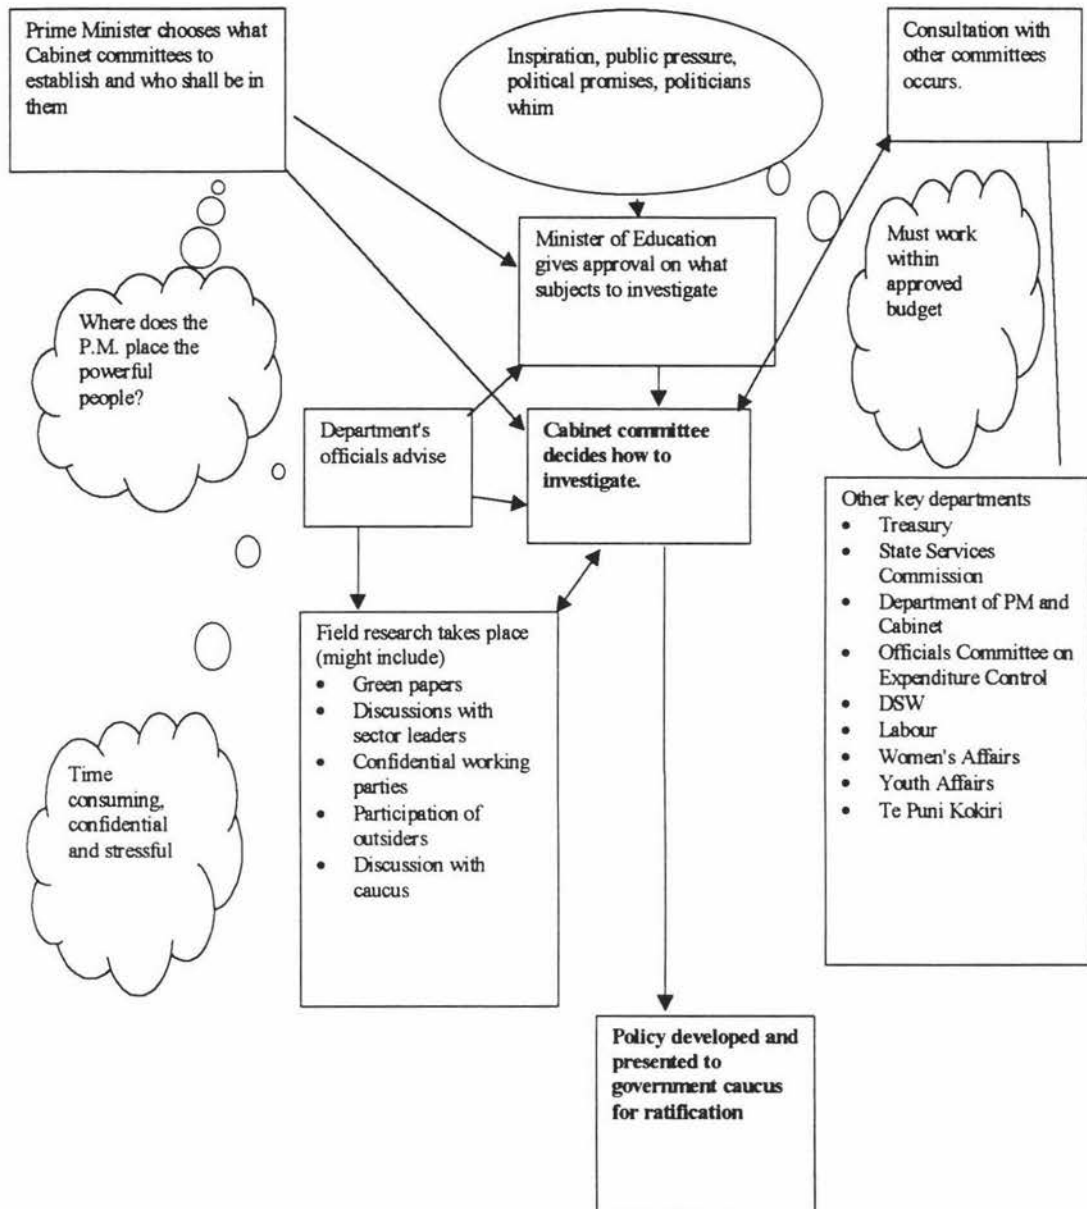 Prime Minister chooses what
Cabinet committees to
establish and who shall be in
them
Inspiration, public pressure,
political promises, politicians
whim
Consultation with
other committees
occurs.
Minister of Education
gives approval on what
subjects to investigate
Must work
within
approved
budget
Where does the
P.M. place the
powerful
people?
Department's
officials advise
Cabinet committee
decides how to
investigate.
Other key departments
• Treasury
• State Services
Commission
• Department of PM and
Cabinet
• Officials Committee on
Expenditure Control
• DSW
• Labour
• Women's Affairs
• Youth Affairs
• Te Puni Kokiri
Field research takes place
(might include)
• Green papers
• Discussions with
sector leaders
• Confidential working
parties
• Participation of
outsiders
• Discussion with
caucus
Time
consuming,
confidential
and stressful
Policy developed and
presented to
government caucus
for ratification